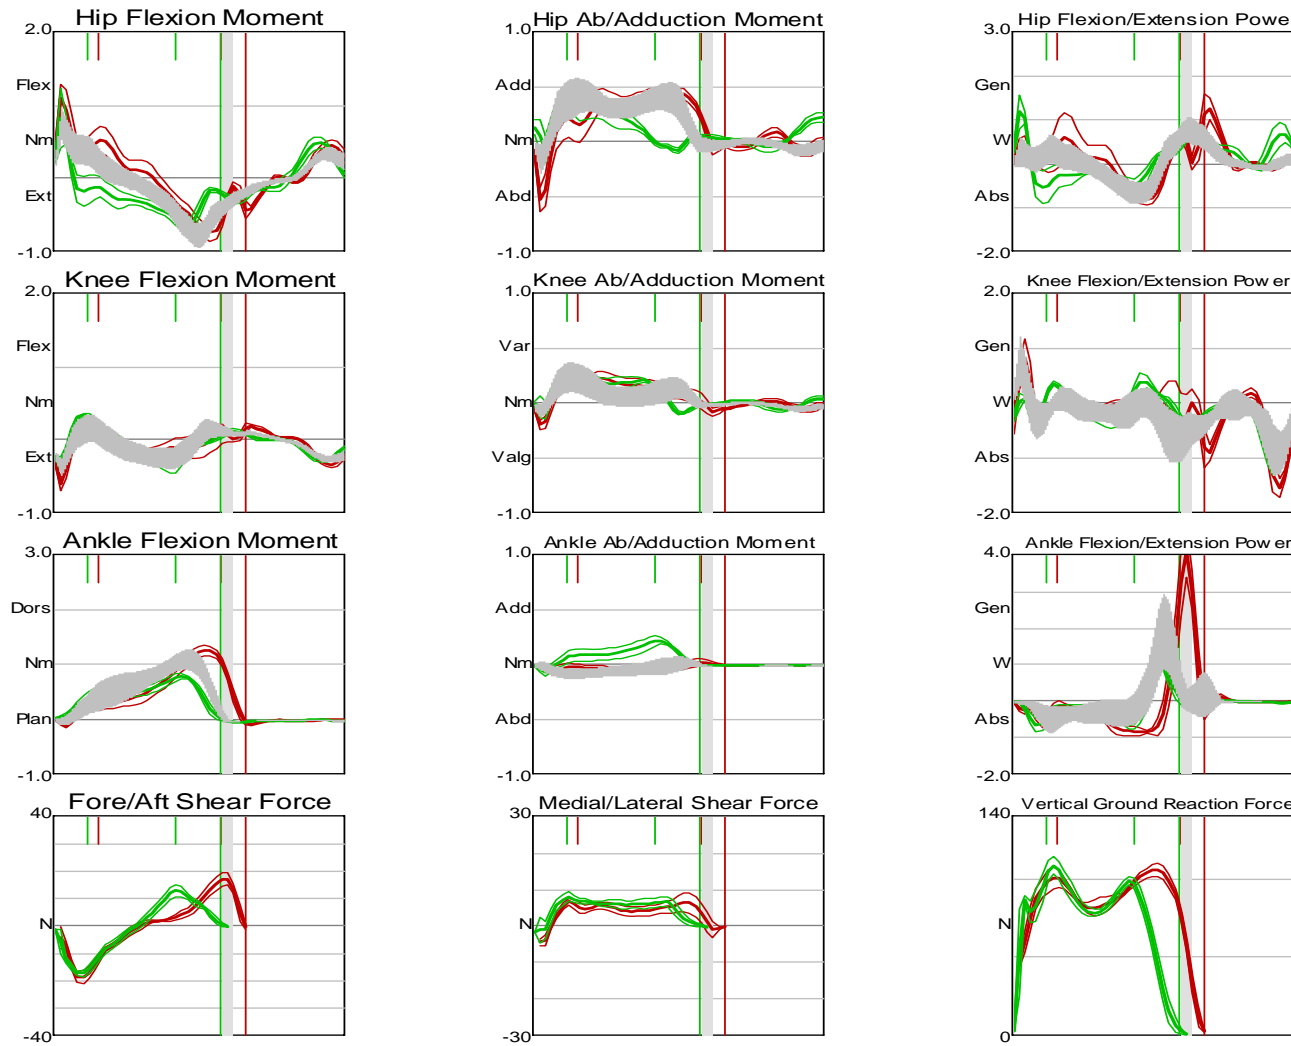 Hip Flexion Moment
2.0
Flex
Nm
Ext
-1.0
Hip Ab/Adduction Moment
1.0
Add
Nm
Abd
-1.0
Hip Flexion/Extension Powe
3.0
Gen
W
Abs
-2.0
Knee Flexion Moment
2.0
Flex
Nm
Ext
-1.0
Knee Ab/Adduction Moment
1.0
Var
Nm
Valg
-1.0
Knee Flexion/Extension Power
2.0
Gen
W
Abs
-2.0
Ankle Flexion Moment
3.0
Dors
Nm
Plan
-1.0
Ankle Ab/Adduction Moment
1.0
Add
Nm
Abd
-1.0
Ankle Flexion/Extension Power
4.0
Gen
W
Abs
-2.0
Fore/Aft Shear Force
40
N
-40
Medial/Lateral Shear Force
30
N
-30
Vertical Ground Reaction Force
140
N
0